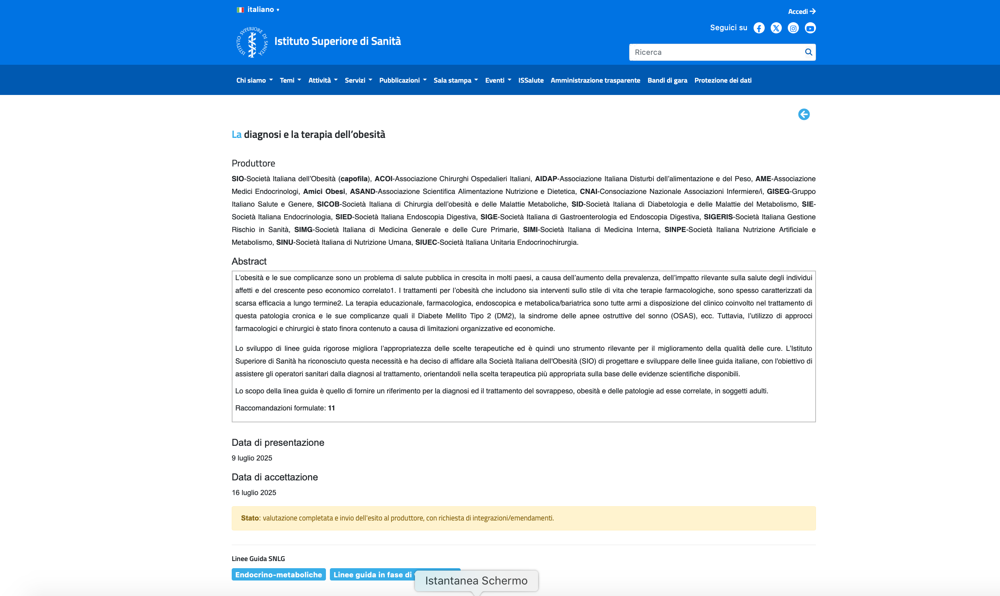 italiano ▾
Accedi
Seguici su
ISTITUTO SUPERIORE DI SANITÀ
Istituto Superiore di Sanità
Ricerca
Chi siamo Temi Attività Servizi Pubblicazioni Sala stampa Eventi ISSalute Amministrazione trasparente Bandi di gara Protezione dei dati
La diagnosi e la terapia dell’obesità
Produttore
SIO-Società Italiana dell’Obesità (capofila), ACOI-Associazione Chirurghi Ospedalieri Italiani, AIDAP-Associazione Italiana Disturbi dell’alimentazione e del Peso, AME-Associazione
Medici Endocrinologi, Amici Obesi, ASAND-Associazione Scientifica Alimentazione Nutrizione e Dietetica, CNAI-Consociazione Nazionale Associazioni Infermiere/i, GISEG-Gruppo
Italiano Salute e Genere, SICOB-Società Italiana di Chirurgia dell’obesità e delle Malattie Metaboliche, SID-Società Italiana di Diabetologia e delle Malattie del Metabolismo, SIE-
Società Italiana Endocrinologia, SIED-Società Italiana Endoscopia Digestiva, SIGE-Società Italiana di Gastroenterologia ed Endoscopia Digestiva, SIGERIS-Società Italiana Gestione
Rischio in Sanità, SIMG-Società Italiana di Medicina Generale e delle Cure Primarie, SIMI-Società Italiana di Medicina Interna, SINPE-Società Italiana Nutrizione Artificiale e
Metabolismo, SINU-Società Italiana di Nutrizione Umana, SIUEC-Società Italiana Unitaria Endocrinochirurgia.
Abstract
L’obesità e le sue complicanze sono un problema di salute pubblica in crescita in molti paesi, a causa dell’aumento della prevalenza, dell’impatto rilevante sulla salute degli individui
affetti e del crescente peso economico correlato1. I trattamenti per l’obesità che includono sia interventi sullo stile di vita che terapie farmacologiche, sono spesso caratterizzati da
scarsa efficacia a lungo termine2. La terapia educazionale, farmacologica, endoscopica e metabolica/bariatrica sono tutte armi a disposizione del clinico coinvolto nel trattamento di
questa patologia cronica e le sue complicanze quali il Diabete Mellito Tipo 2 (DM2), la sindrome delle apnee ostruttive del sonno (OSAS), ecc. Tuttavia, l’utilizzo di approcci
farmacologici e chirurgici è stato finora contenuto a causa di limitazioni organizzative ed economiche.
Lo sviluppo di linee guida rigorose migliora l’appropriatezza delle scelte terapeutiche ed è quindi uno strumento rilevante per il miglioramento della qualità delle cure. L’Istituto
Superiore di Sanità ha riconosciuto questa necessità e ha deciso di affidare alla Società Italiana dell'Obesità (SIO) di progettare e sviluppare delle linee guida italiane, con l'obiettivo di
assistere gli operatori sanitari dalla diagnosi al trattamento, orientandoli nella scelta terapeutica più appropriata sulla base delle evidenze scientifiche disponibili.
Lo scopo della linea guida è quello di fornire un riferimento per la diagnosi ed il trattamento del sovrappeso, obesità e delle patologie ad esse correlate, in soggetti adulti.
Raccomandazioni formulate: 11
Data di presentazione
9 luglio 2025
Data di accettazione
16 luglio 2025
Stato: valutazione completata e invio dell'esito al produttore, con richiesta di integrazioni/emendamenti.
Linee Guida SNLG
Endocrino-metaboliche Linee guida in fase di
Istantanea Schermo